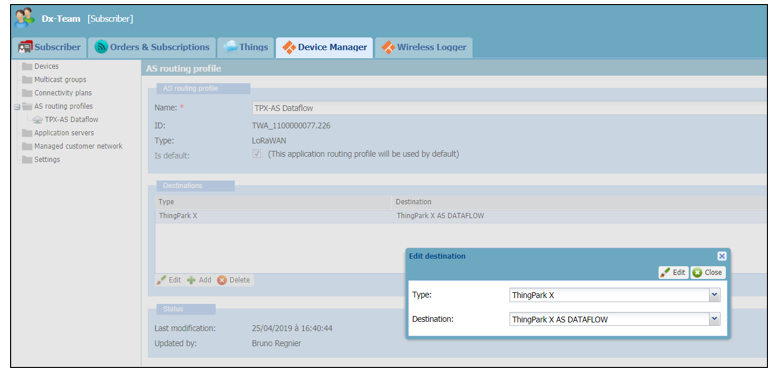 Dx-Team [Subscriber]
Subscriber Orders & Subscriptions Things Device Manager Wireless Logger
Devices
Multicast groups
Connectivity plans
AS routing profiles
TPX-AS Dataflow
Application servers
Managed customer network
Settings
AS routing profile
AS routing profile
Name: * TPX-AS Dataflow
ID: TWA_1100000077.226
Type: LoRaWAN
Is default: (This application routing profile will be used by default)
Destinations
Type Destination
ThingPark X ThingPark X AS DATAFLOW
Edit Add Delete
Status
Last modification: 25/04/2019 à 16:40:44
Updated by: Bruno Regnier
Edit destination
Edit Close
Type: ThingPark X
Destination: ThingPark X AS DATAFLOW